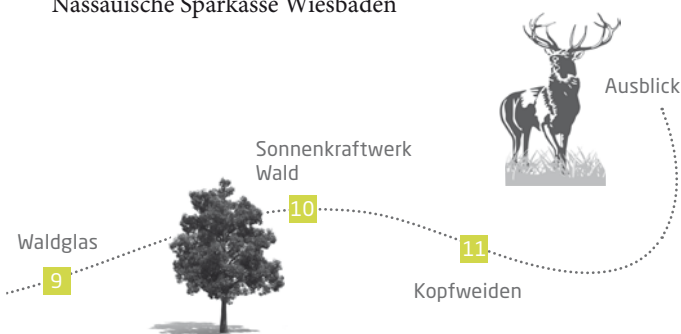 Nassauische Sparkasse Wiesbaden
Ausblick
Sonnenkraftwerk
Wald
10
Waldglas
11
9
Kopfweiden